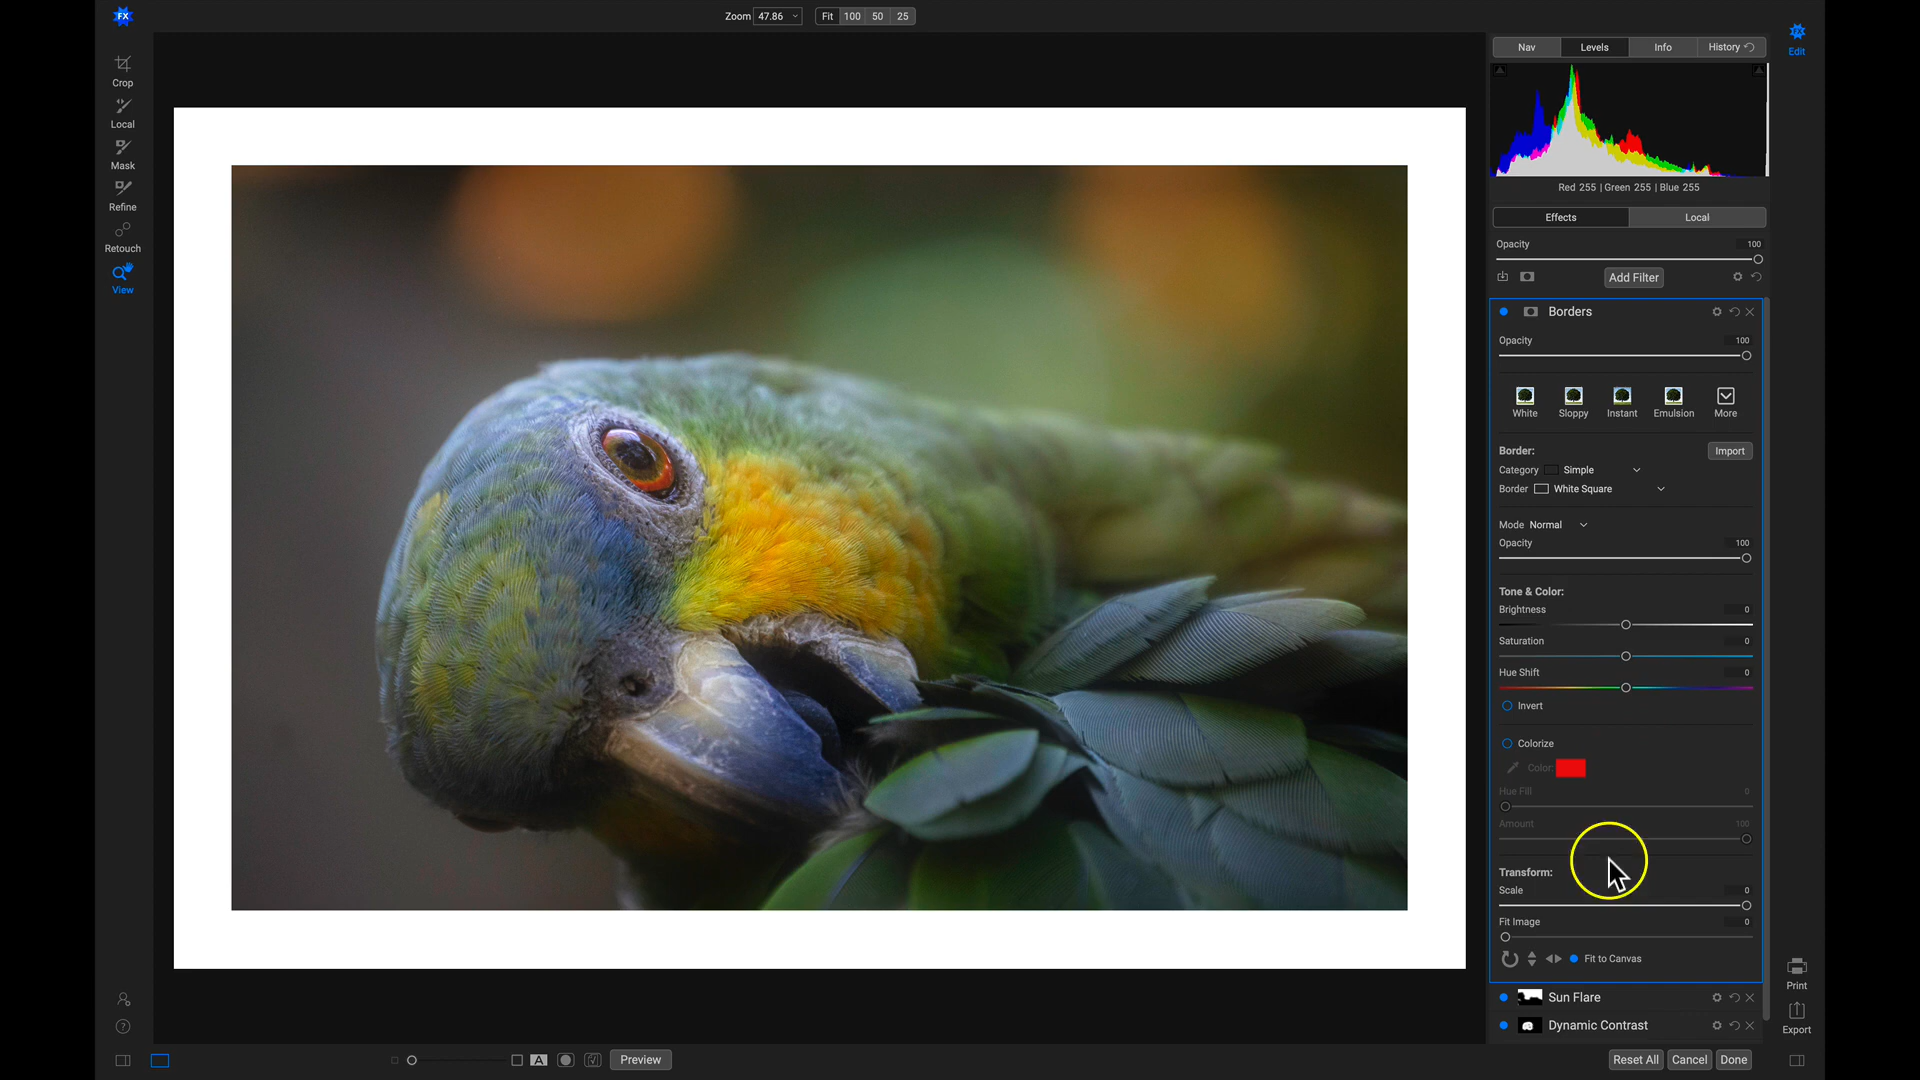 FX
Zoom 47.86
Fit 100 50 25
Crop
Local
Mask
Refine
Retouch
View
Nav Levels Info History
FX
Edit
Red 255 | Green 255 | Blue 255
Effects Local
Opacity 100
Add Filter
Borders
Opacity 100
White Sloppy Instant Emulsion More
Border: Import
Category Simple
Border White Square
Mode Normal
Opacity 100
Tone & Color:
Brightness 0
Saturation 0
Hue Shift 0
Invert
Colorize
Color:
Hue Fill 0
Amount 100
Transform:
Scale 0
Fit Image 0
Fit to Canvas
Sun Flare
Dynamic Contrast
Print
Export
?
A Preview
Reset All Cancel Done